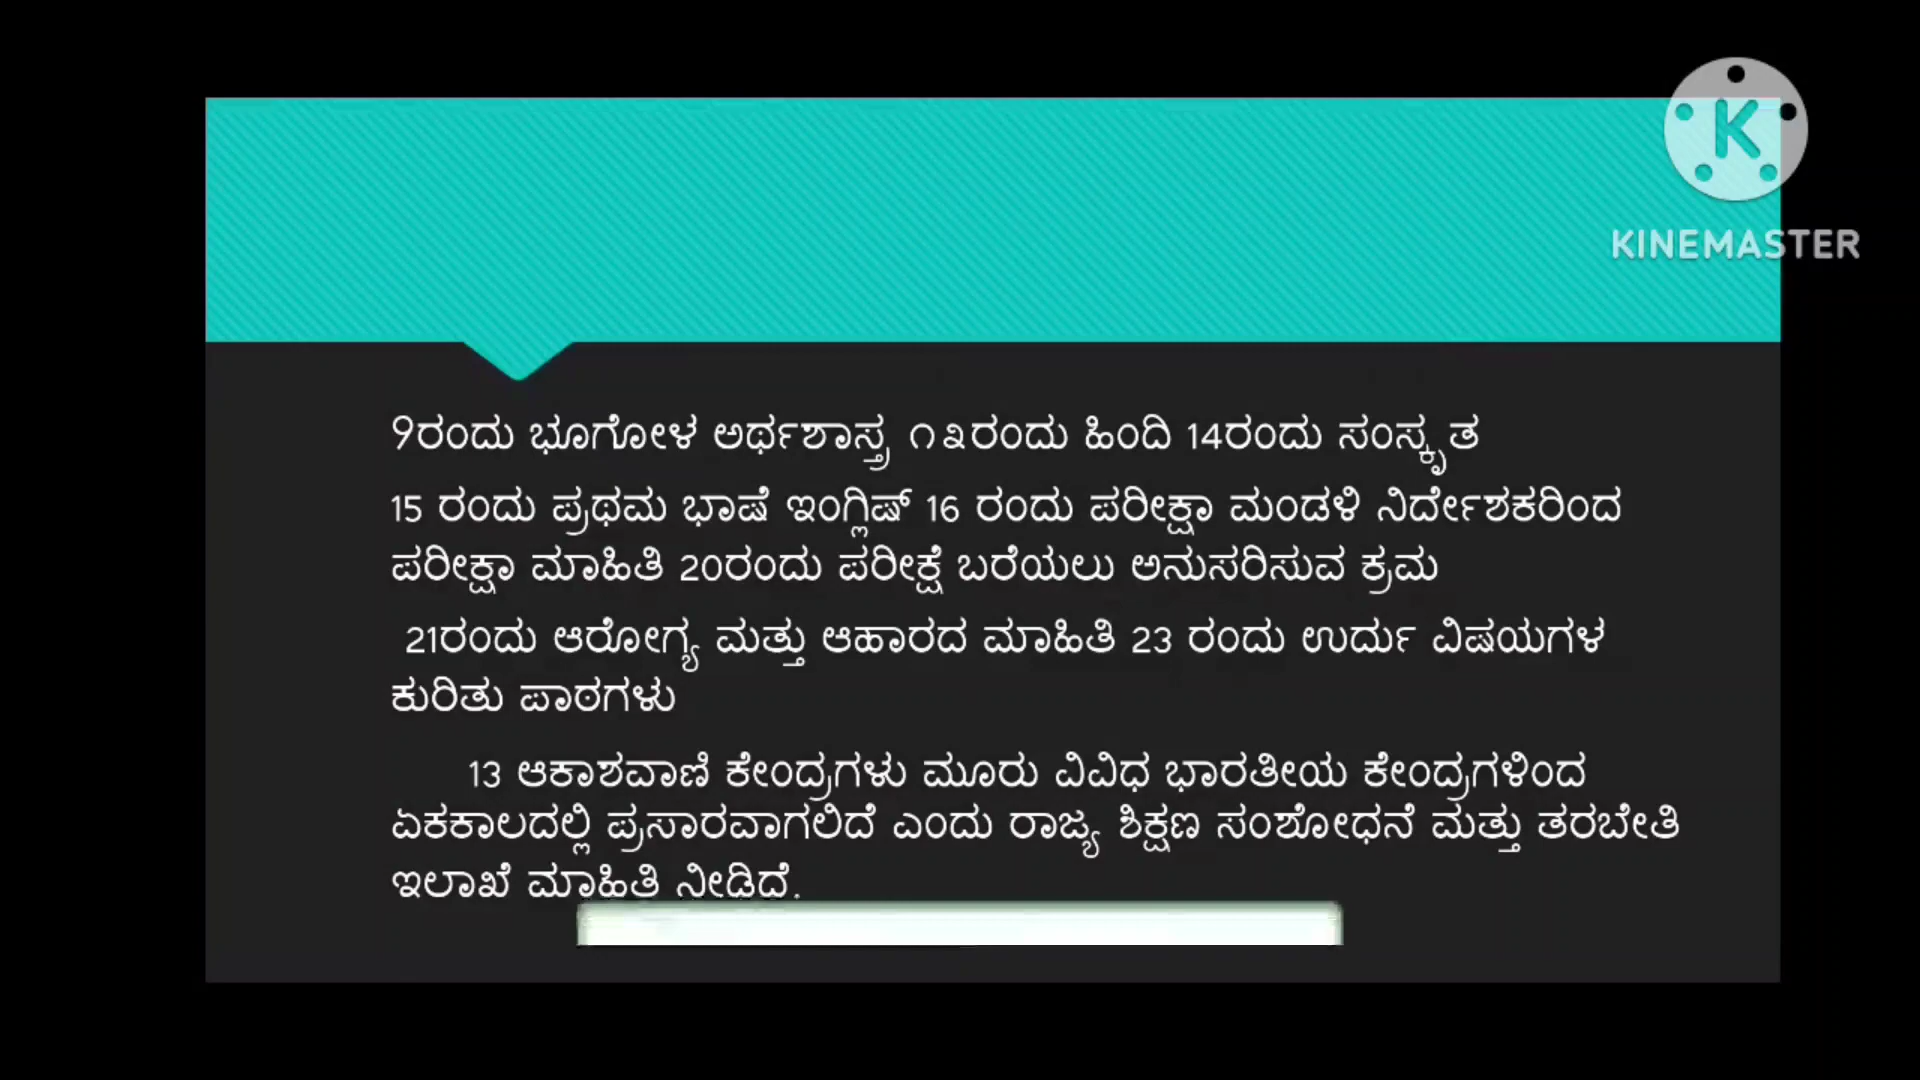 K
KINEMASTER
9ರಂದು ಭೂಗೋಳ ಅರ್ಥಶಾಸ್ತ್ರ ೧೩ರಂದು ಹಿಂದಿ 14ರಂದು ಸಂಸ್ಕೃತ
15 ರಂದು ಪ್ರಥಮ ಭಾಷೆ ಇಂಗ್ಲಿಷ್ 16 ರಂದು ಪರೀಕ್ಷಾ ಮಂಡಳಿ ನಿರ್ದೇಶಕರಿಂದ
ಪರೀಕ್ಷಾ ಮಾಹಿತಿ 20ರಂದು ಪರೀಕ್ಷೆ ಬರೆಯಲು ಅನುಸರಿಸುವ ಕ್ರಮ
21ರಂದು ಆರೋಗ್ಯ ಮತ್ತು ಆಹಾರದ ಮಾಹಿತಿ 23 ರಂದು ಉರ್ದು ವಿಷಯಗಳ
ಕುರಿತು ಪಾಠಗಳು
13 ಆಕಾಶವಾಣಿ ಕೇಂದ್ರಗಳು ಮೂರು ವಿವಿಧ ಭಾರತೀಯ ಕೇಂದ್ರಗಳಿಂದ
ಏಕಕಾಲದಲ್ಲಿ ಪ್ರಸಾರವಾಗಲಿದೆ ಎಂದು ರಾಜ್ಯ ಶಿಕ್ಷಣ ಸಂಶೋಧನೆ ಮತ್ತು ತರಬೇತಿ
ಇಲಾಖೆ ಮಾಹಿತಿ ನೀಡಿದೆ.